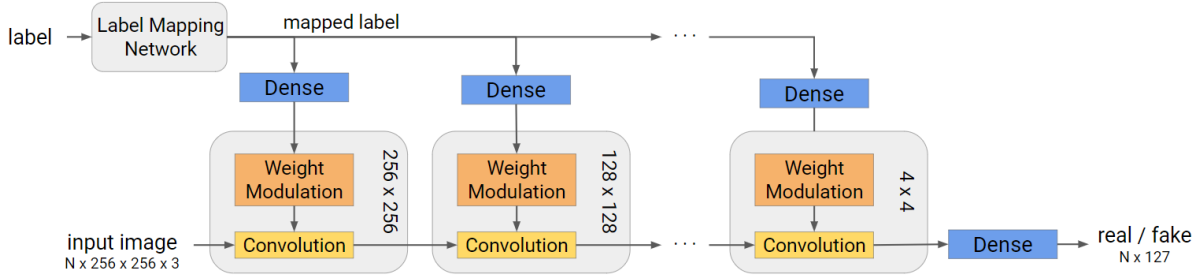 label
Label Mapping
Network
mapped label
. . .
Dense
Dense
Dense
Weight
Modulation
256 x 256
Weight
Modulation
128 x 128
Weight
Modulation
4 x 4
input image
N x 256 x 256 x 3
Convolution
Convolution
. . .
Convolution
Dense
real / fake
N x 127